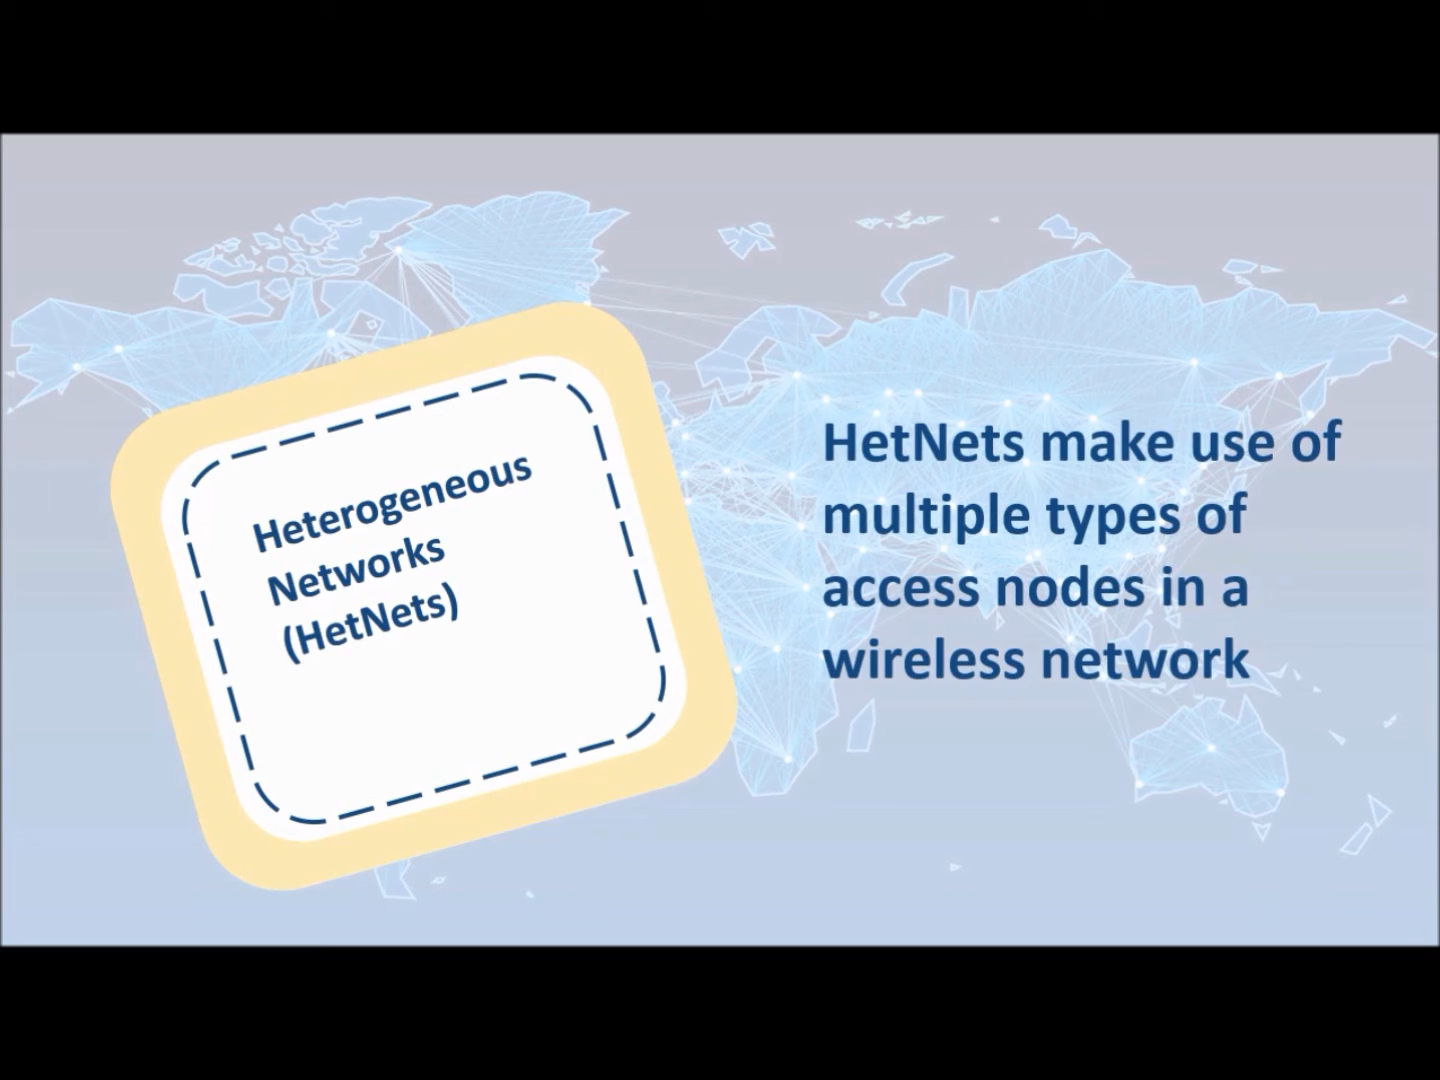 Heterogeneous
Networks
(HetNets)
HetNets make use of
multiple types of
access nodes in a
wireless network